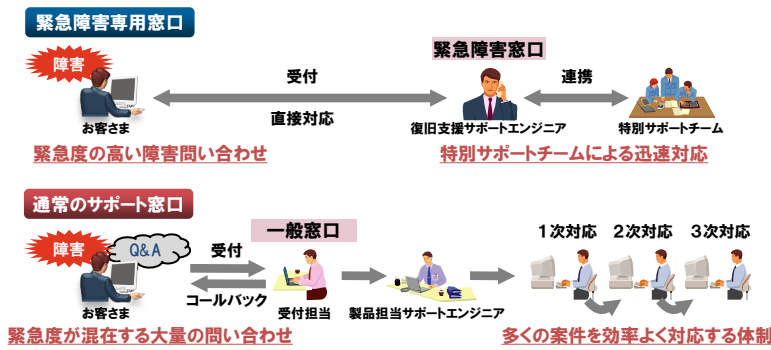 緊急障害専用窓口
障害
お客さま
受付
直接対応
緊急障害窓口
復旧支援サポートエンジニア
連携
特別サポートチーム
緊急度の高い障害問い合わせ
特別サポートチームによる迅速対応
通常のサポート窓口
障害
Q&A
お客さま
受付
コールバック
一般窓口
受付担当
製品担当サポートエンジニア
1次対応
2次対応
3次対応
緊急度が混在する大量の問い合わせ
多くの案件を効率よく対応する体制